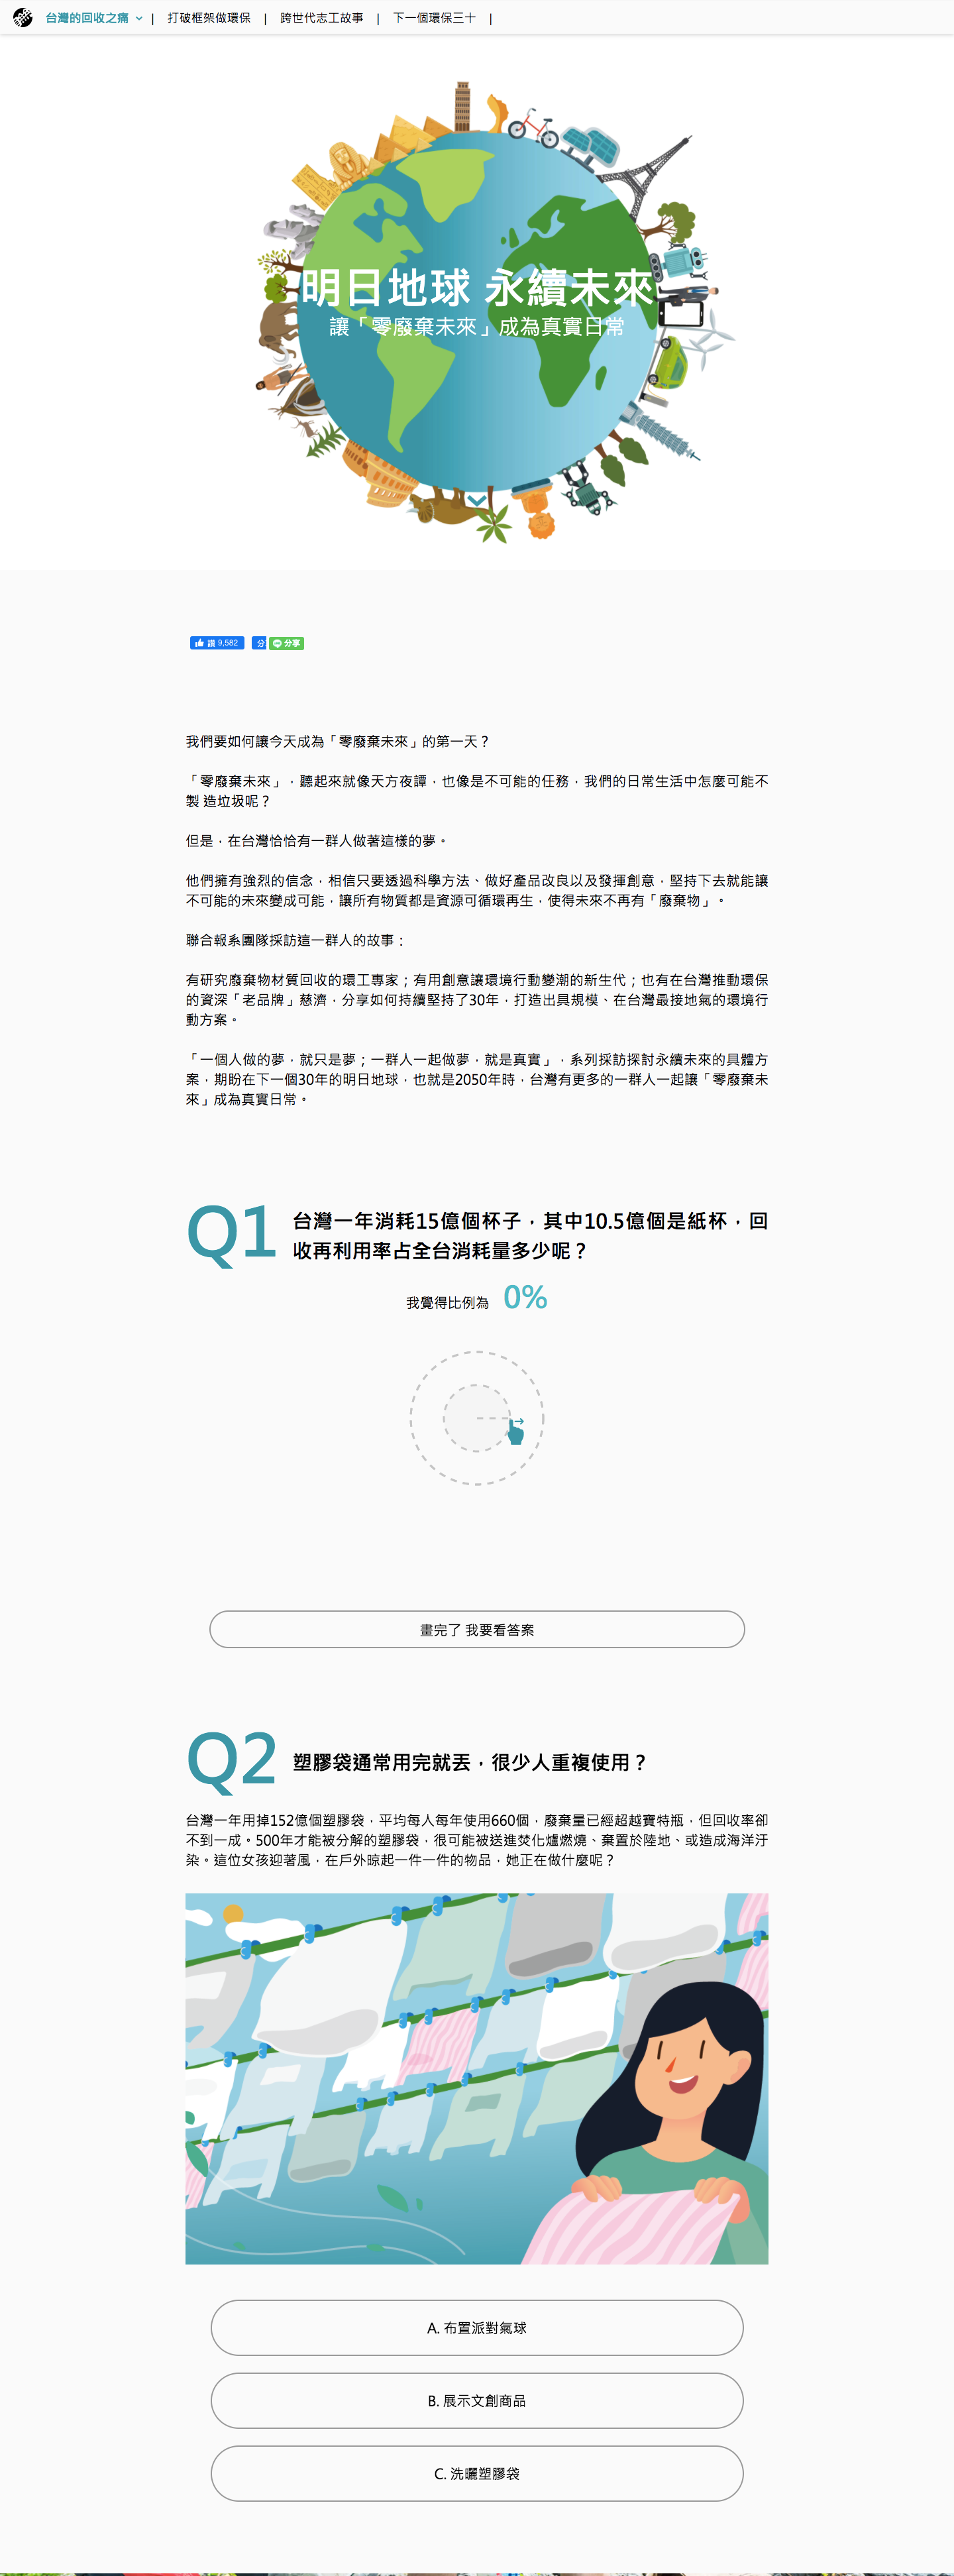 台灣的回收之痛 | 打破框架做環保 | 跨世代志工故事 | 下一個環保三十 |
明日地球 永續未來
讓「零廢棄未來」成為真實日常
讚 9,582 分享
我們要如何讓今天成為「零廢棄未來」的第一天？
「零廢棄未來」，聽起來就像天方夜譚，也像是不可能的任務，我們的日常生活中怎麼可能不
製 造垃圾呢？
但是，在台灣恰恰有一群人做著這樣的夢。
他們擁有強烈的信念，相信只要透過科學方法、做好產品改良以及發揮創意，堅持下去就能讓
不可能的未來變成可能，讓所有物質都是資源可循環再生，使得未來不再有「廢棄物」。
聯合報系團隊採訪這一群人的故事：
有研究廢棄物材質回收的環工專家；有用創意讓環境行動變潮的新生代；也有在台灣推動環保
的資深「老品牌」慈濟，分享如何持續堅持了30年，打造出具規模、在台灣最接地氣的環境行
動方案。
「一個人做的夢，就只是夢；一群人一起做夢，就是真實」，系列採訪探討永續未來的具體方
案，期盼在下一個30年的明日地球，也就是2050年時，台灣有更多的一群人一起讓「零廢棄未
來」成為真實日常。
Q1 台灣一年消耗15億個杯子，其中10.5億個是紙杯，回
收再利用率占全台消耗量多少呢？
我覺得比例為 0%
畫完了 我要看答案
Q2 塑膠袋通常用完就丟，很少人重複使用？
台灣一年用掉152億個塑膠袋，平均每人每年使用660個，廢棄量已經超越寶特瓶，但回收率卻
不到一成。500年才能被分解的塑膠袋，很可能被送進焚化爐燃燒、棄置於陸地、或造成海洋汙
染。這位女孩迎著風，在戶外晾起一件一件的物品，她正在做什麼呢？
A. 布置派對氣球
B. 展示文創商品
C. 洗曬塑膠袋